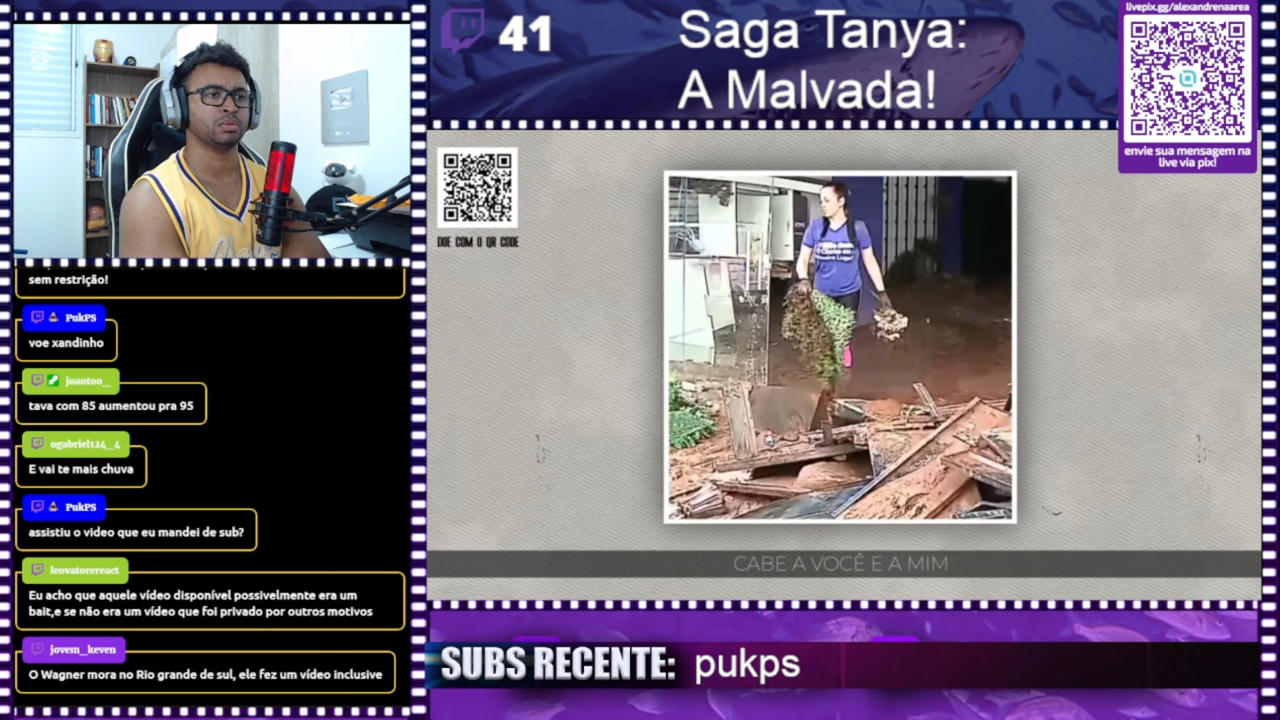 41
Saga Tanya:
A Malvada!
livepix.gg/alexandrenaarea
envie sua mensagem na
live via pix!
DOE COM O QR CODE
CABE A VOCÊ E A MIM
sem restrição!
PukPS
voe xandinho
joaotoo_
tava com 85 aumentou pra 95
ogabriel124_4
E vai te mais chuva
PukPS
assistiu o video que eu mandei de sub?
leovatorereact
Eu acho que aquele vídeo disponível possivelmente era um
bait,e se não era um vídeo que foi privado por outros motivos
jovem_keven
O Wagner mora no Rio grande de sul, ele fez um vídeo inclusive
SUBS RECENTE: pukps